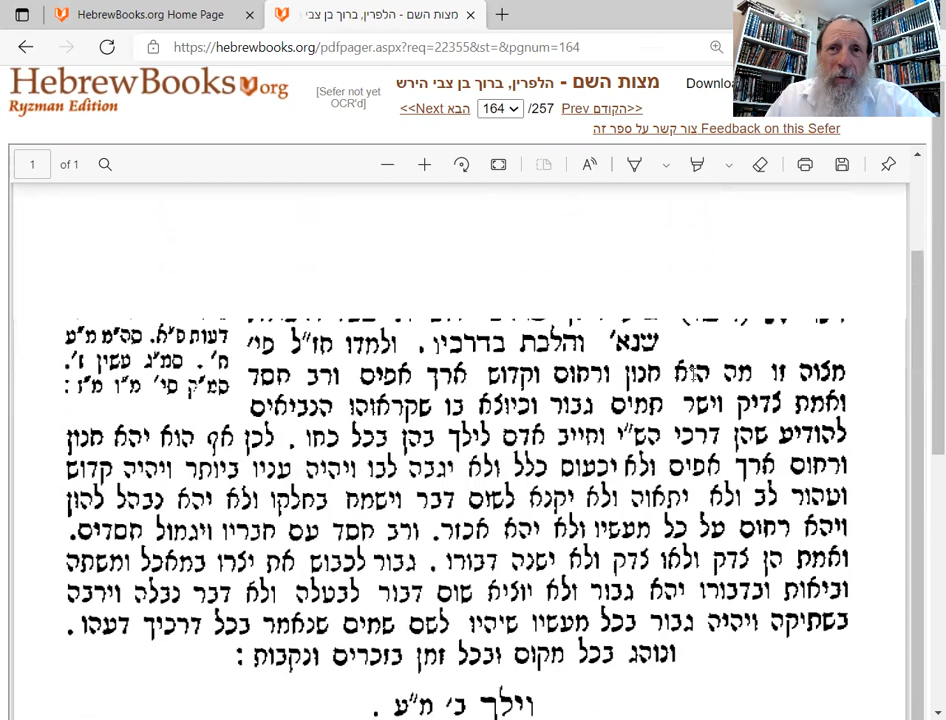 HebrewBooks.org Home Page
מצות השם - הלפרין, ברוך בן צבי
https://hebrewbooks.org/pdfpager.aspx?req=22355&st=&pgnum=164
HebrewBooks.org
Ryzman Edition
[Sefer not yet OCR'd]
מצות השם - הלפרין, ברוך בן צבי הירש
<<Next הבא 164 /257 Prev הקודם>>
Feedback on this Sefer צור קשר על ספר זה
1 of 1
שנא' והלכת בדרכיו. ולמדו חז"ל פי'
מצוה זו מה הוא חנון ורחום וקדוש ארך אפים ורב חסד
ואמת צדיק וישר תמים גבור וכיוצא בו שקראוהו הנביאים
דעות פ"א. סה"מ מ"ע
ח'. סמ"ג עשין ז'.
סמ"ק סי' מ"ו מ"ז :
להודיע שהן דרכי הש"י וחייב אדם לילך בהן בכל כחו. לכן אף הוא יהא חנון
ורחום ארך אפים ולא יכעום כלל ולא יגבה לבו ויהיה עניו ביותר ויהיה קדוש
וטהור לב ולא יתאוה ולא יקנא לשום דבר וישמח בחלקו ולא יהא נבהל להון
ויהא רחום על כל מעשיו ולא יהא אכזר. ורב חסד עם חבריו ויגמול חסדים.
ואמת הן צדק ולאו צדק ולא ישנה דבורו. גבור לכבוש את יצרו במאכל ומשתה
וביאות ובדבורו יהא גבור ולא יוציא שום דבור לבטלה ולא דבר נבלה וירבה
בשתיקה ויהיה גבור בכל מעשיו שיהיו לשם שמים שנאמר בכל דרכיך דעהו.
ונוהג בכל מקום ובכל זמן בזכרים ונקבות :
וילך ב' מ"ע .